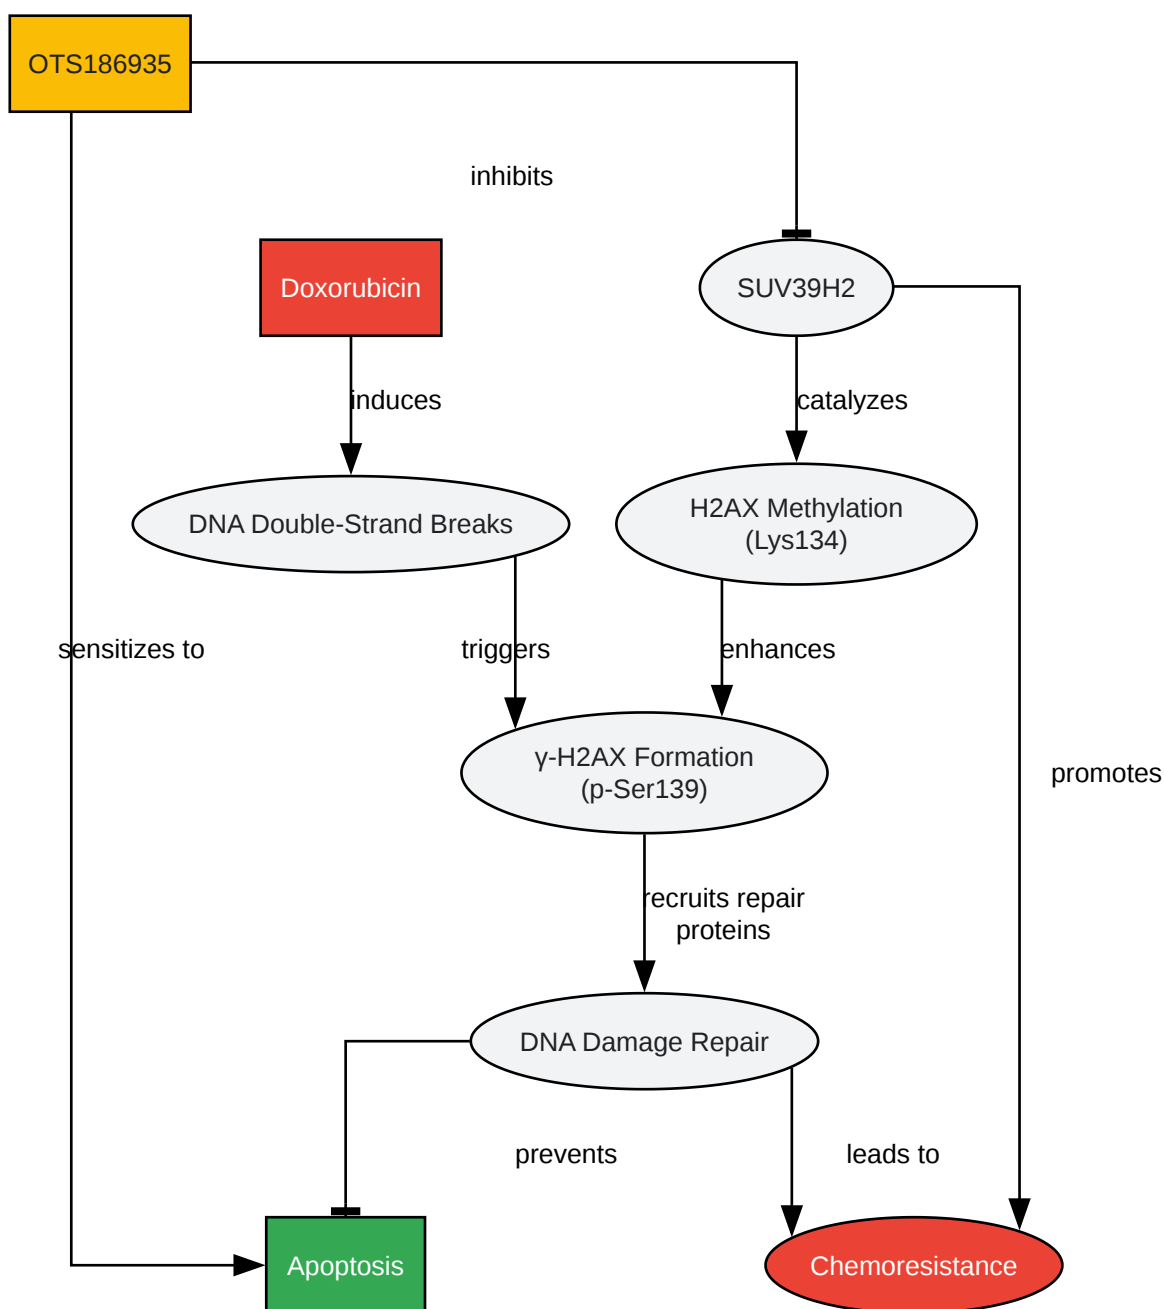 OTS186935
inhibits
Doxorubicin
SUV39H2
induces
catalyzes
DNA Double-Strand Breaks
H2AX Methylation
(Lys134)
sensitizes to
triggers
enhances
γ-H2AX Formation
(p-Ser139)
promotes
recruits repair
proteins
DNA Damage Repair
prevents
leads to
Apoptosis
Chemoresistance